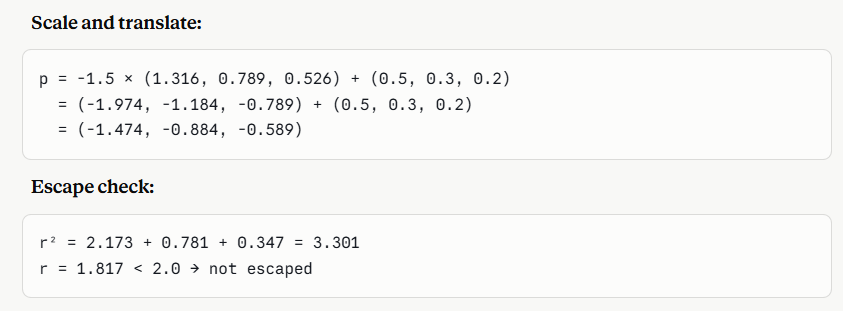 Scale and translate:
p = -1.5 × (1.316, 0.789, 0.526) + (0.5, 0.3, 0.2)
= (-1.974, -1.184, -0.789) + (0.5, 0.3, 0.2)
= (-1.474, -0.884, -0.589)
Escape check:
r² = 2.173 + 0.781 + 0.347 = 3.301
r = 1.817 < 2.0 → not escaped